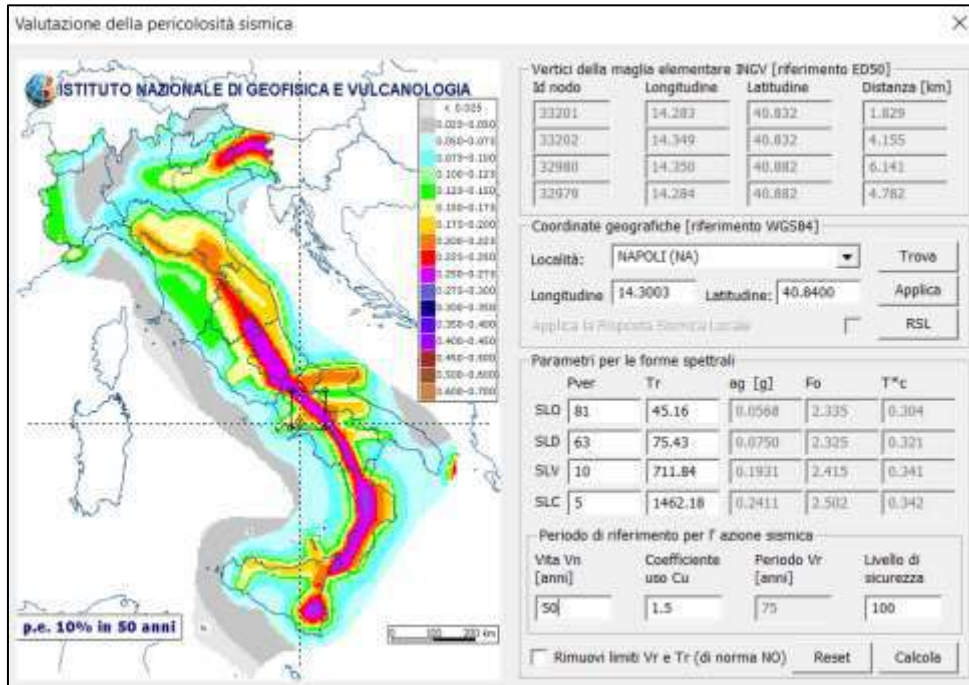 Valutazione della pericolosità sismica
ISTITUTO NAZIONALE DI GEOFISICA E VULCANOLOGIA
< 0.025
0.025-0.050
0.050-0.075
0.075-0.100
0.100-0.125
0.125-0.150
0.150-0.175
0.175-0.200
0.200-0.225
0.225-0.250
0.250-0.275
0.275-0.300
0.300-0.350
0.350-0.400
0.400-0.450
0.450-0.500
0.500-0.600
0.600-0.700
p.e. 10% in 50 anni
0 100 200 km
Vertici della maglia elementare INGV [riferimento ED50]
Id nodo Longitudine Latitudine Distanza [km]
33201 14.283 40.832 1.829
33202 14.349 40.832 4.155
32980 14.350 40.882 6.141
32979 14.284 40.882 4.782
Coordinate geografiche [riferimento WGS84]
Località: NAPOLI (NA) Trova
Longitudine 14.3003 Latitudine: 40.8400 Applica
Applica la Risposta Sismica Locale RSL
Parametri per le forme spettrali
Pver Tr ag [g] Fo T*c
SLO 81 45.16 0.0568 2.335 0.304
SLD 63 75.43 0.0750 2.325 0.321
SLV 10 711.84 0.1931 2.415 0.341
SLC 5 1462.18 0.2411 2.502 0.342
Periodo di riferimento per l' azione sismica
Vita Vn [anni] Coefficiente uso Cu Periodo Vr [anni] Livello di sicurezza
50 1.5 75 100
Rimuovi limiti Vr e Tr (di norma NO) Reset Calcola